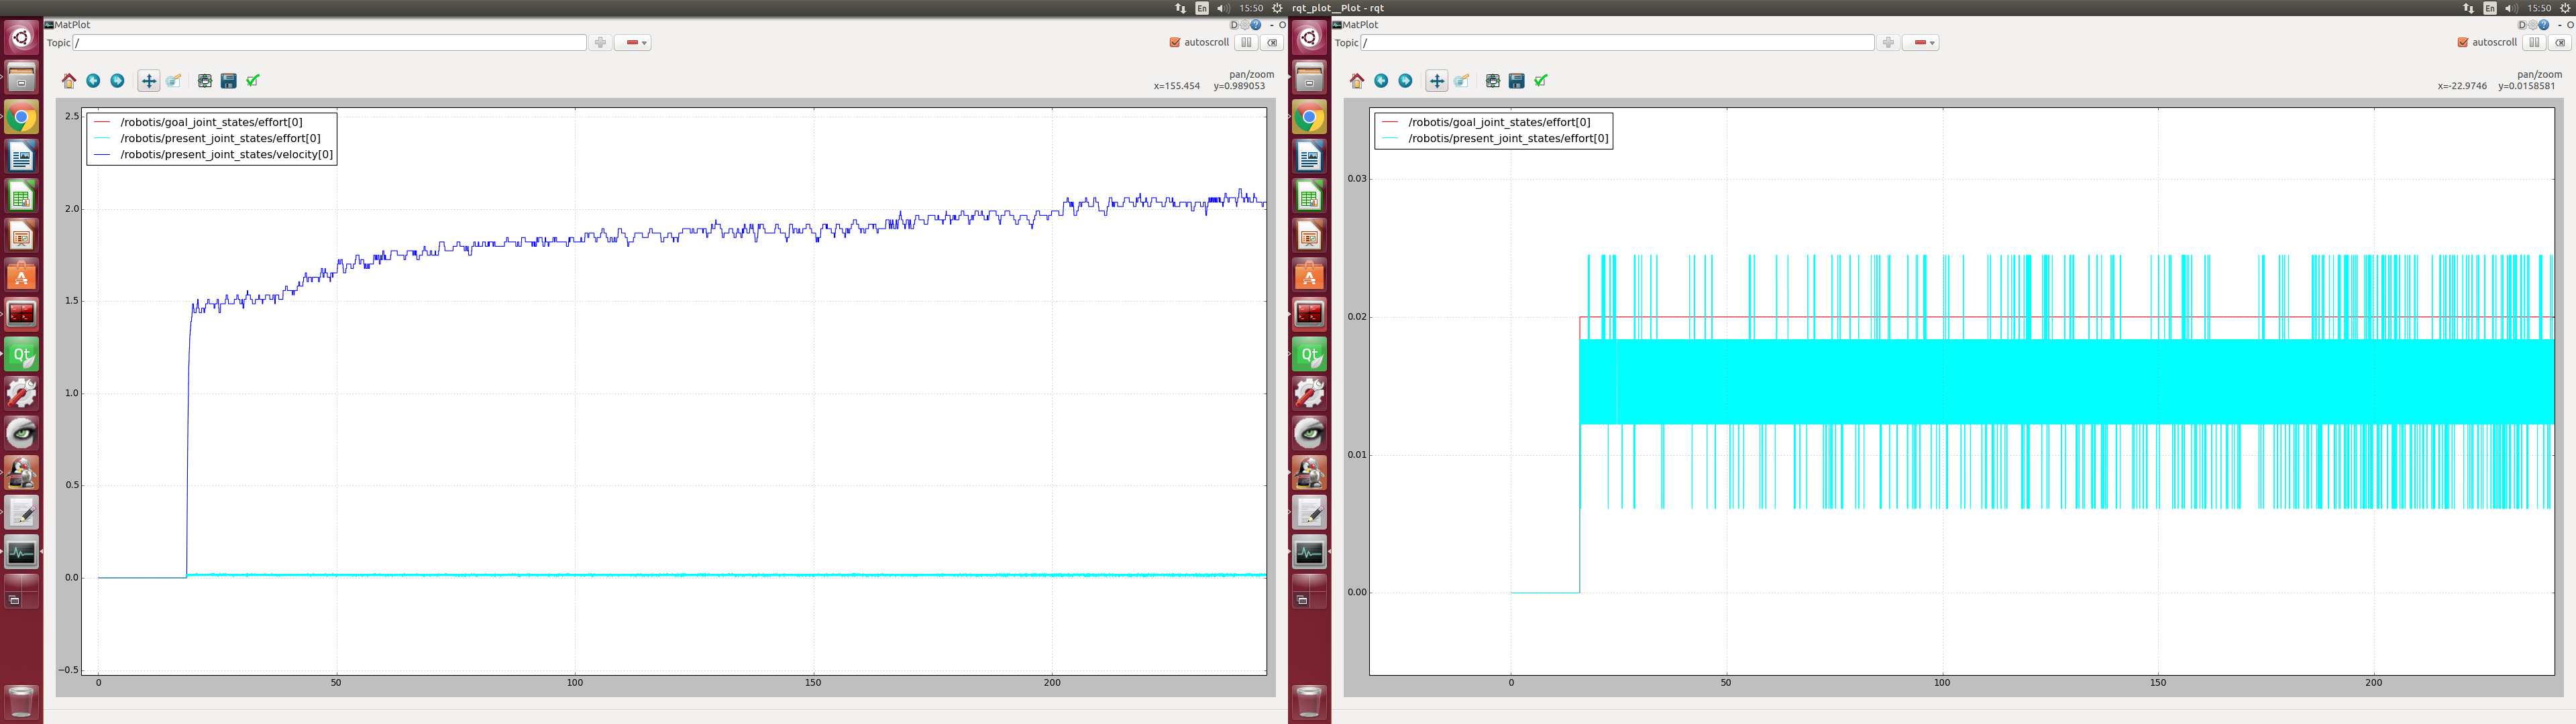 En 15:50
MatPlot
Topic /
autoscroll
pan/zoom
x=155.454 y=0.989053
/robotis/goal_joint_states/effort[0]
/robotis/present_joint_states/effort[0]
/robotis/present_joint_states/velocity[0]
2.5
2.0
1.5
1.0
0.5
0.0
−0.5
0 50 100 150 200
Qt
rqt_plot__Plot - rqt
En 15:50
MatPlot
Topic /
autoscroll
pan/zoom
x=-22.9746 y=0.0158581
/robotis/goal_joint_states/effort[0]
/robotis/present_joint_states/effort[0]
0.03
0.02
0.01
0.00
0 50 100 150 200
Qt